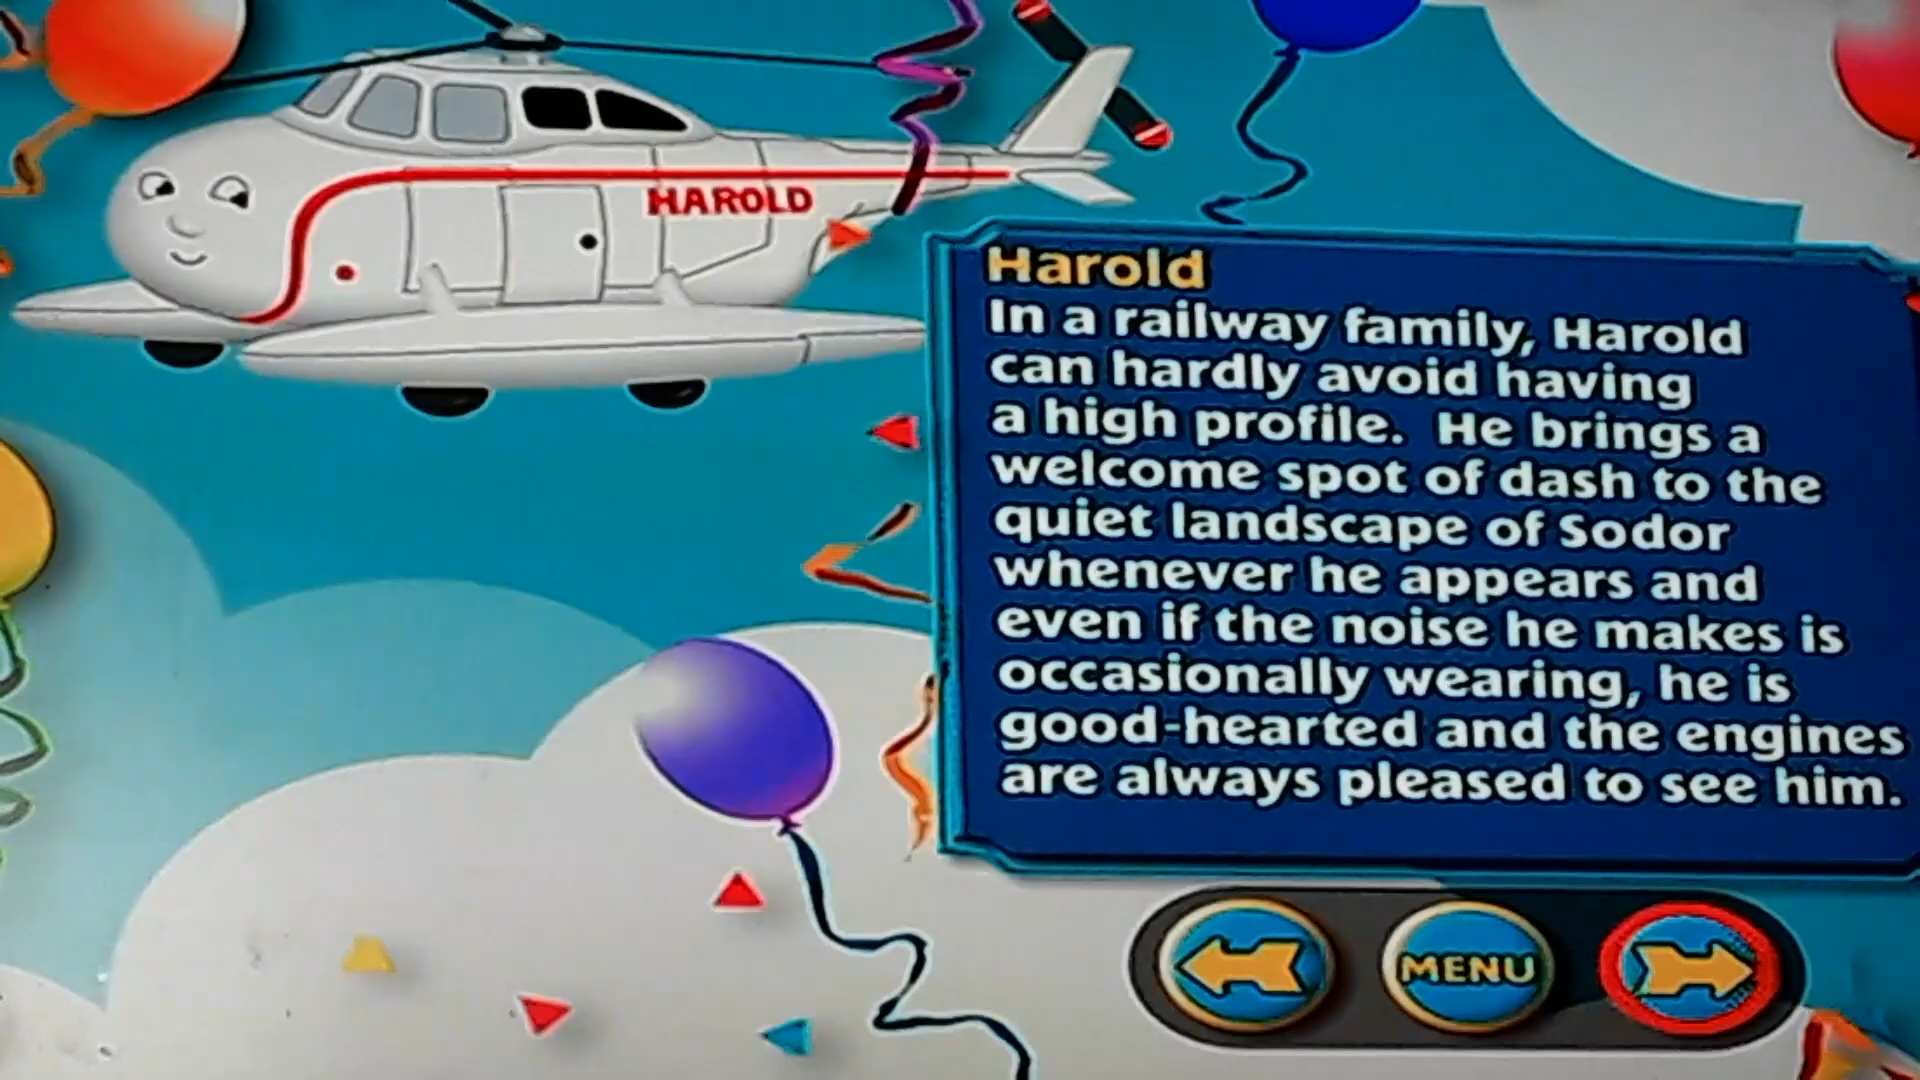 HAROLD
Harold
In a railway family, Harold
can hardly avoid having
a high profile. He brings a
welcome spot of dash to the
quiet landscape of Sodor
whenever he appears and
even if the noise he makes is
occasionally wearing, he is
good-hearted and the engines
are always pleased to see him.
MENU